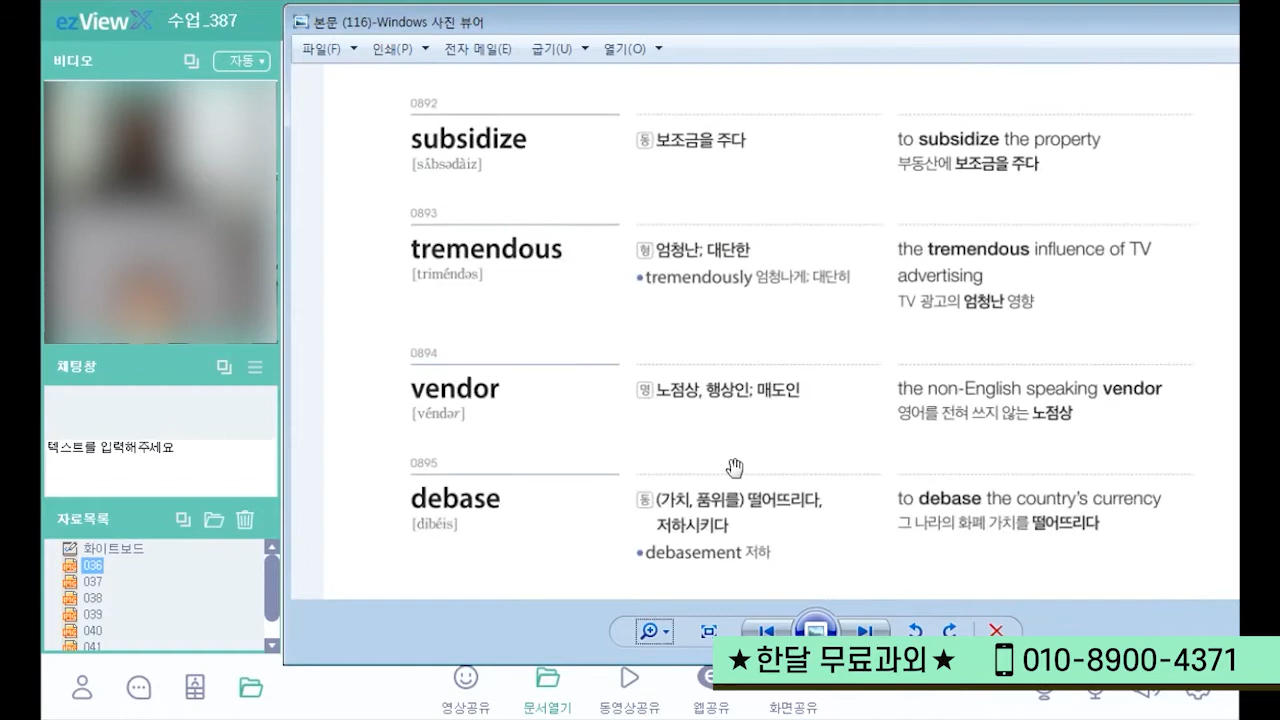 ezViewX 수업_387
본문 (116)-Windows 사진 뷰어
파일(F) 인쇄(P) 전자 메일(E) 굽기(U) 열기(O)
비디오
자동
0892
subsidize
[sʌ́bsədàiz]
동 보조금을 주다
to subsidize the property
부동산에 보조금을 주다
0893
tremendous
[triméndəs]
형 엄청난; 대단한
•tremendously 엄청나게; 대단히
the tremendous influence of TV
advertising
TV 광고의 엄청난 영향
0894
vendor
[véndər]
명 노점상, 행상인; 매도인
the non-English speaking vendor
영어를 전혀 쓰지 않는 노점상
0895
debase
[dibéis]
동 (가치, 품위를) 떨어뜨리다,
저하시키다
•debasement 저하
to debase the country's currency
그 나라의 화폐 가치를 떨어뜨리다
채팅창
텍스트를 입력해주세요
자료목록
화이트보드
036
037
038
039
040
041
영상공유 문서열기 동영상공유 웹공유 화면공유
★한달 무료과외★ 010-8900-4371